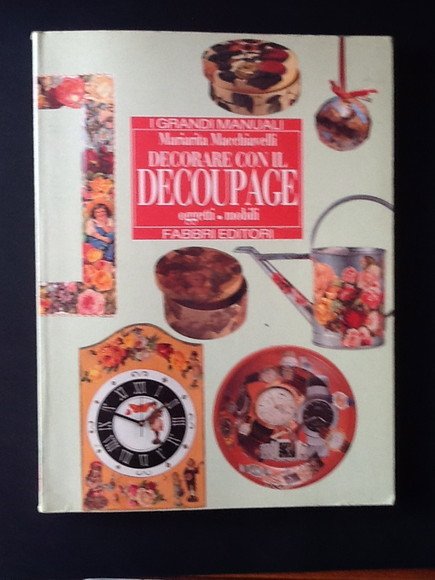 I GRANDI MANUALI
Mariarita Macchiavelli
DECORARE CON IL
DECOUPAGE
oggetti - mobili
FABBRI EDITORI